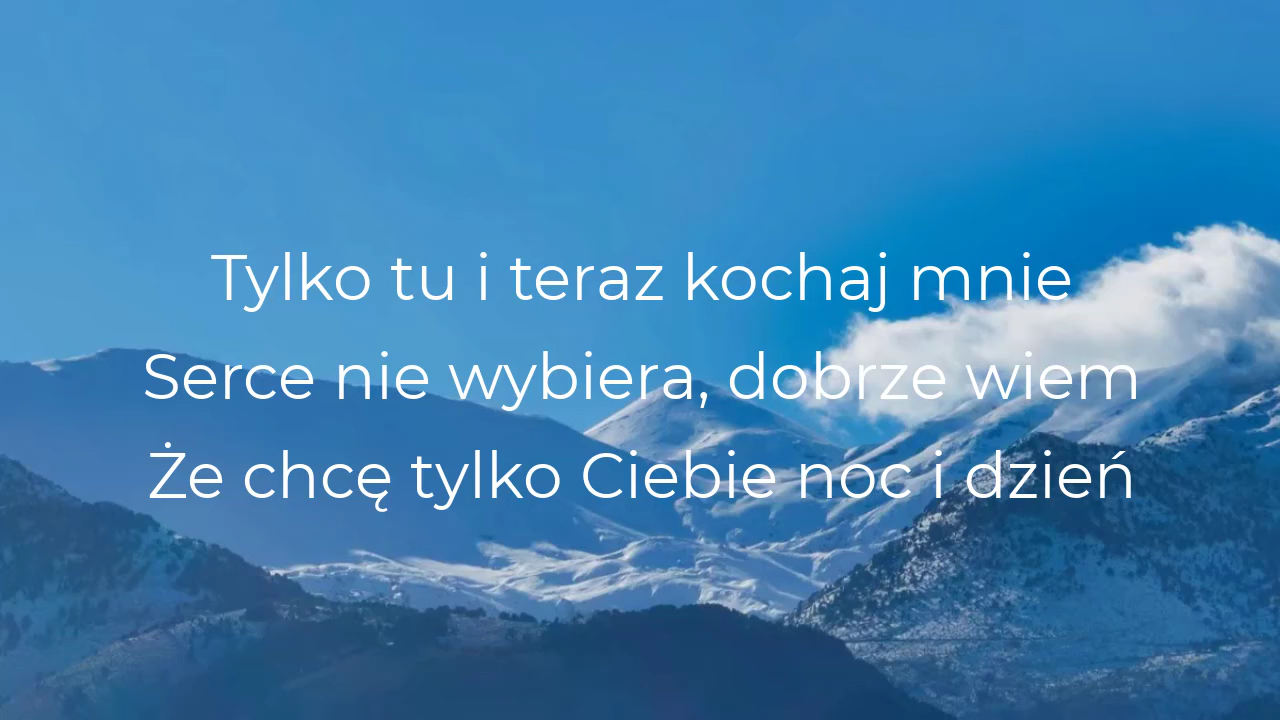 Tylko tu i teraz kochaj mnie
Serce nie wybiera, dobrze wiem
Że chcę tylko Ciebie noc i dzień